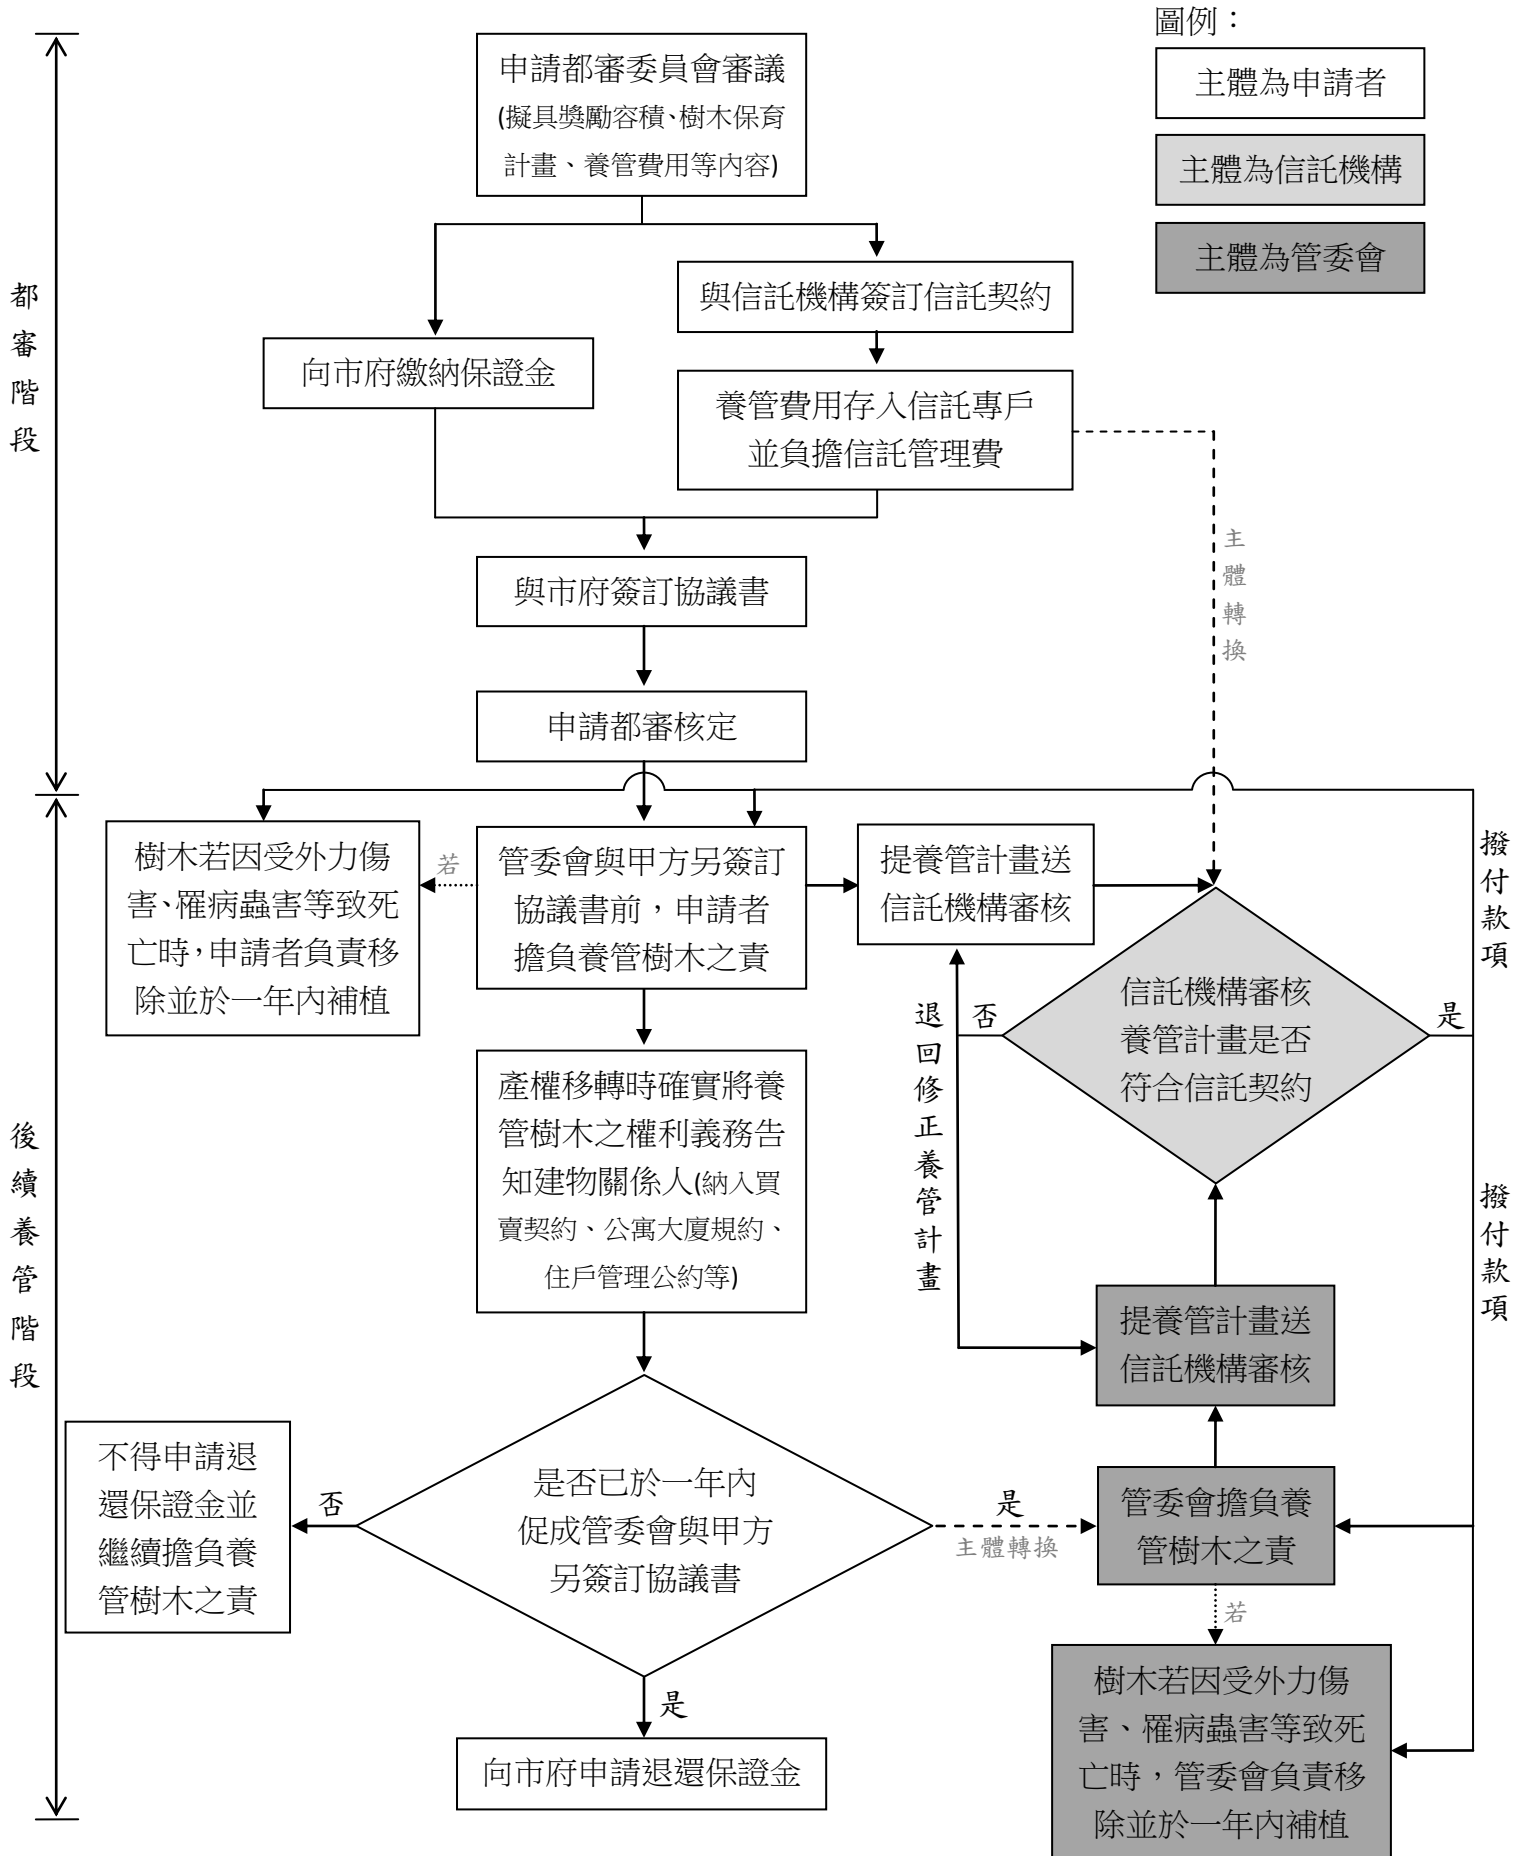 圖例：
主體為申請者
主體為信託機構
主體為管委會
都審階段
申請都審委員會審議
(擬具獎勵容積、樹木保育
計畫、養管費用等內容)
與信託機構簽訂信託契約
向市府繳納保證金
養管費用存入信託專戶
並負擔信託管理費
主體轉換
與市府簽訂協議書
申請都審核定
後續養管階段
樹木若因受外力傷
害、罹病蟲害等致死
亡時，申請者負責移
除並於一年內補植
若
管委會與甲方另簽訂
協議書前，申請者
擔負養管樹木之責
提養管計畫送
信託機構審核
撥付款項
信託機構審核
養管計畫是否
符合信託契約
否
是
退回修正養管計畫
產權移轉時確實將養
管樹木之權利義務告
知建物關係人(納入買
賣契約、公寓大廈規約、
住戶管理公約等)
撥付款項
提養管計畫送
信託機構審核
不得申請退
還保證金並
繼續擔負養
管樹木之責
否
是否已於一年內
促成管委會與甲方
另簽訂協議書
是
主體轉換
管委會擔負養
管樹木之責
若
是
向市府申請退還保證金
樹木若因受外力傷
害、罹病蟲害等致死
亡時，管委會負責移
除並於一年內補植